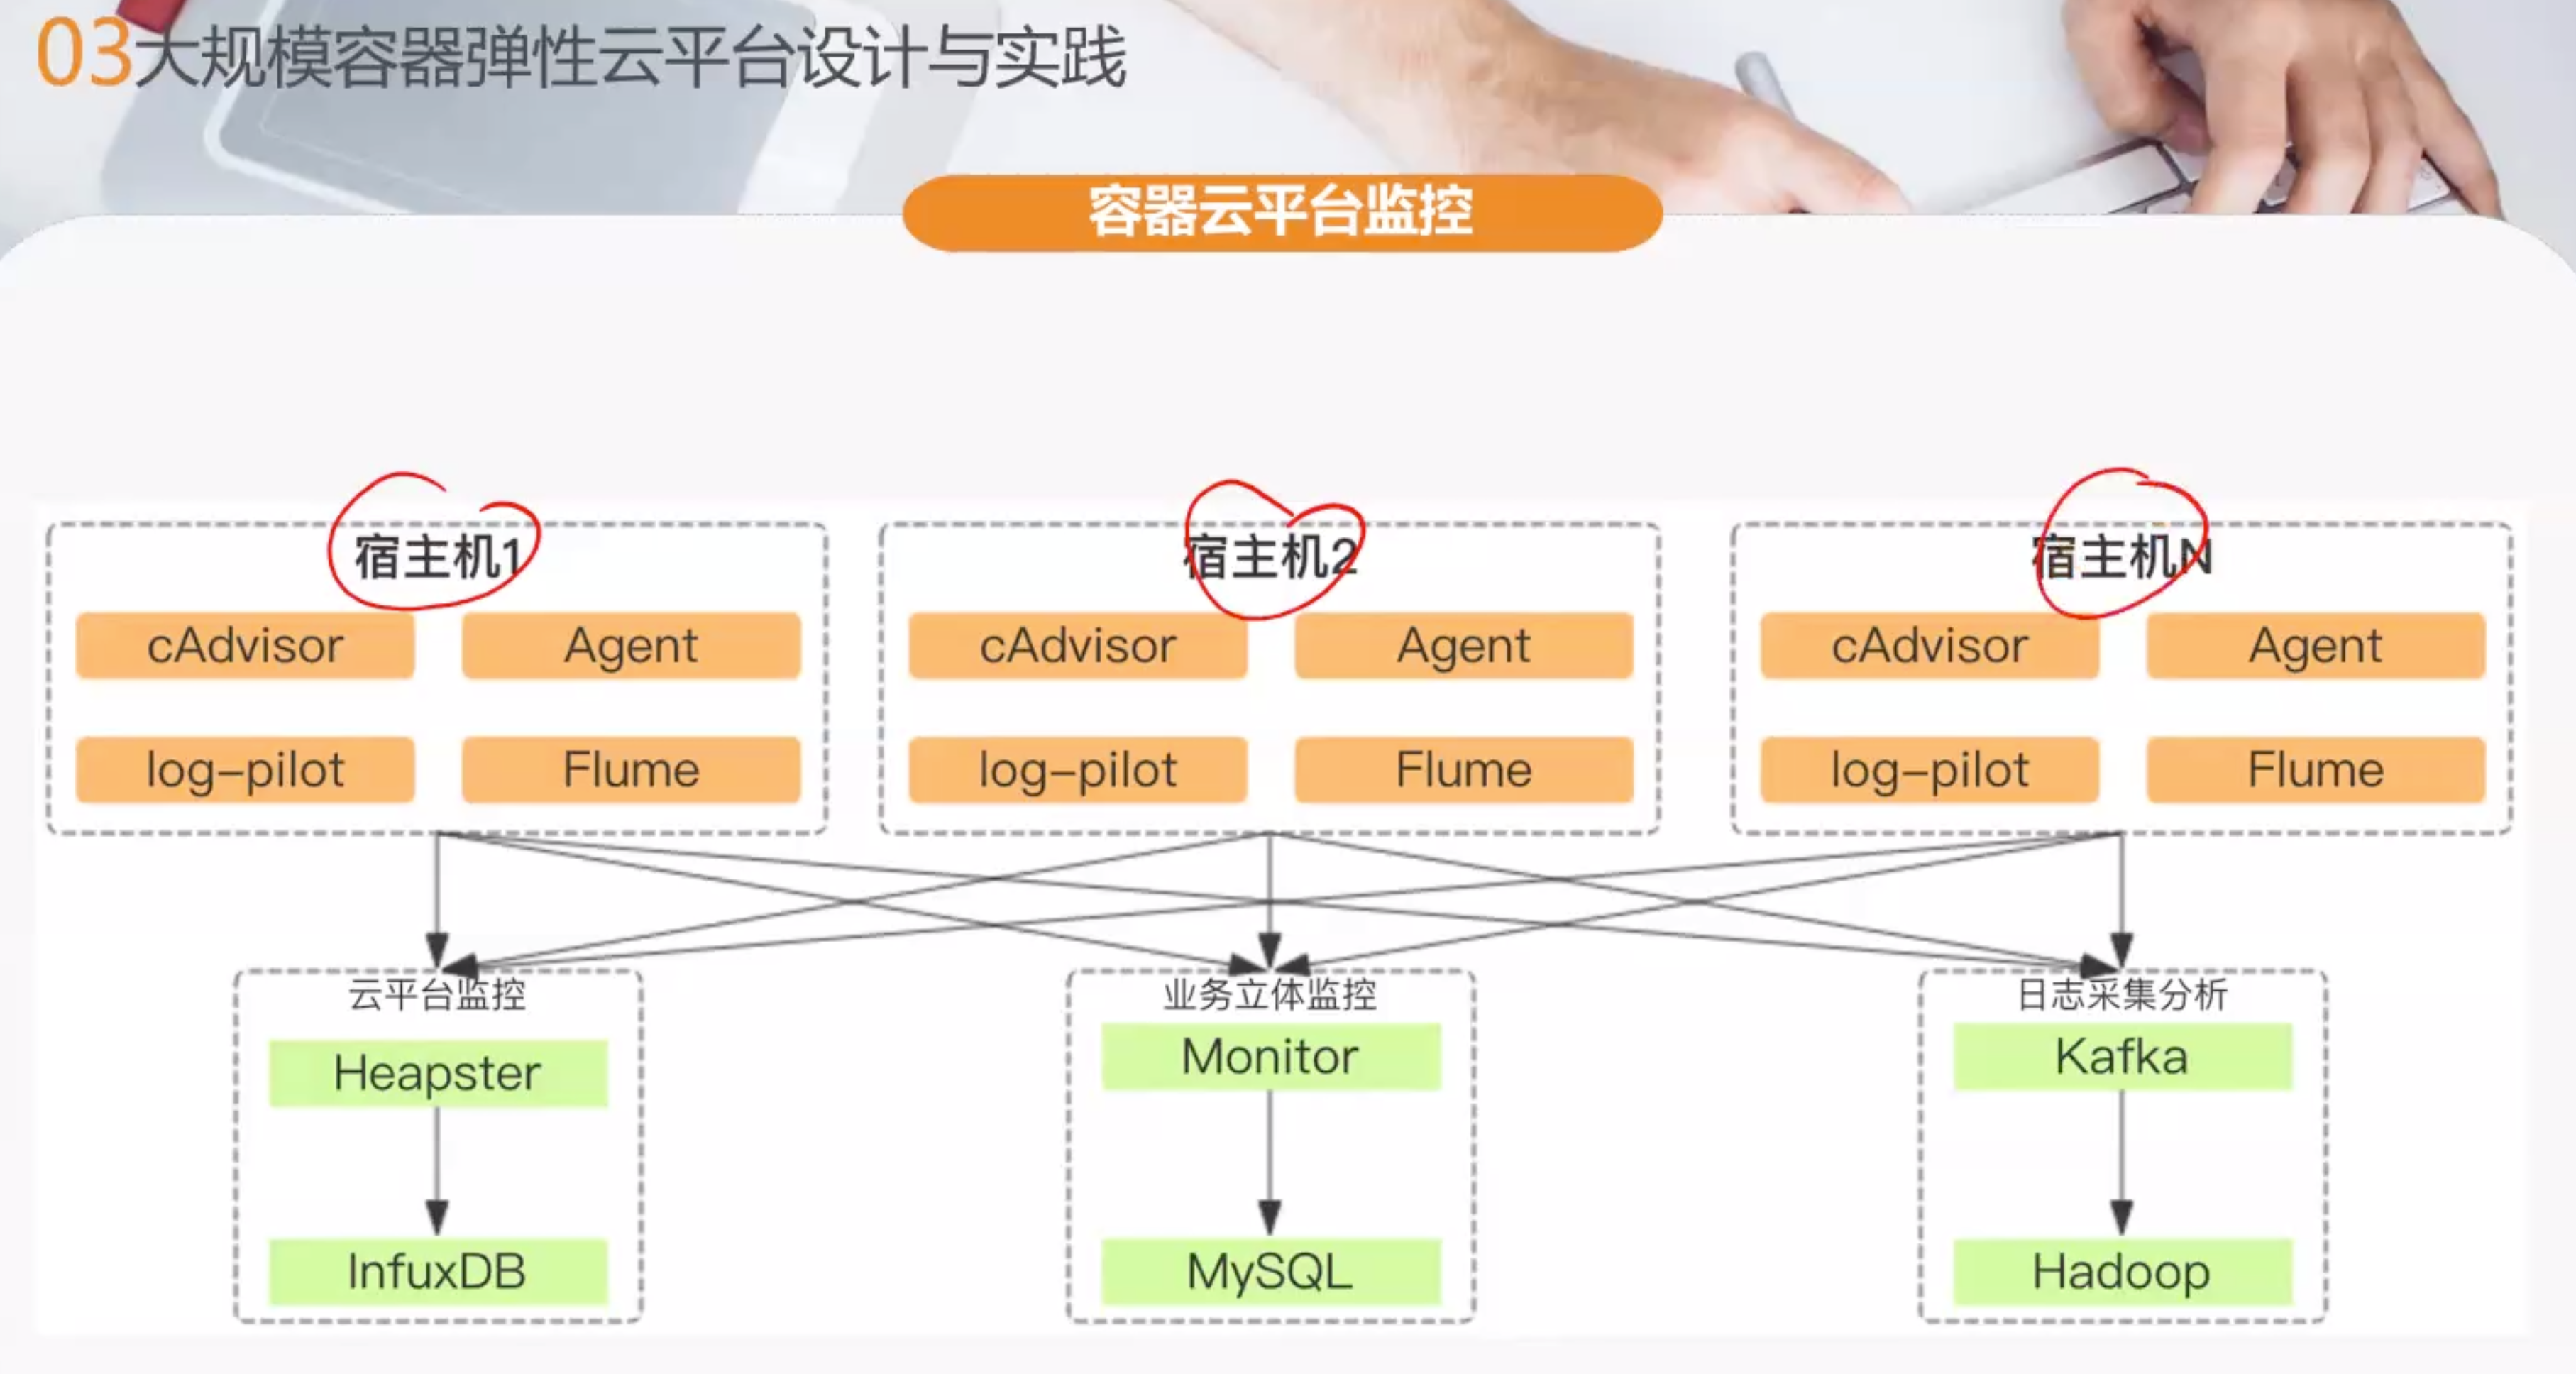 03大规模容器弹性云平台设计与实践
容器云平台监控
宿主机1
宿主机2
宿主机N
cAdvisor Agent cAdvisor Agent cAdvisor Agent
log-pilot Flume log-pilot Flume log-pilot Flume
云平台监控
业务立体监控
日志采集分析
Heapster
Monitor
Kafka
InfuxDB
MySQL
Hadoop